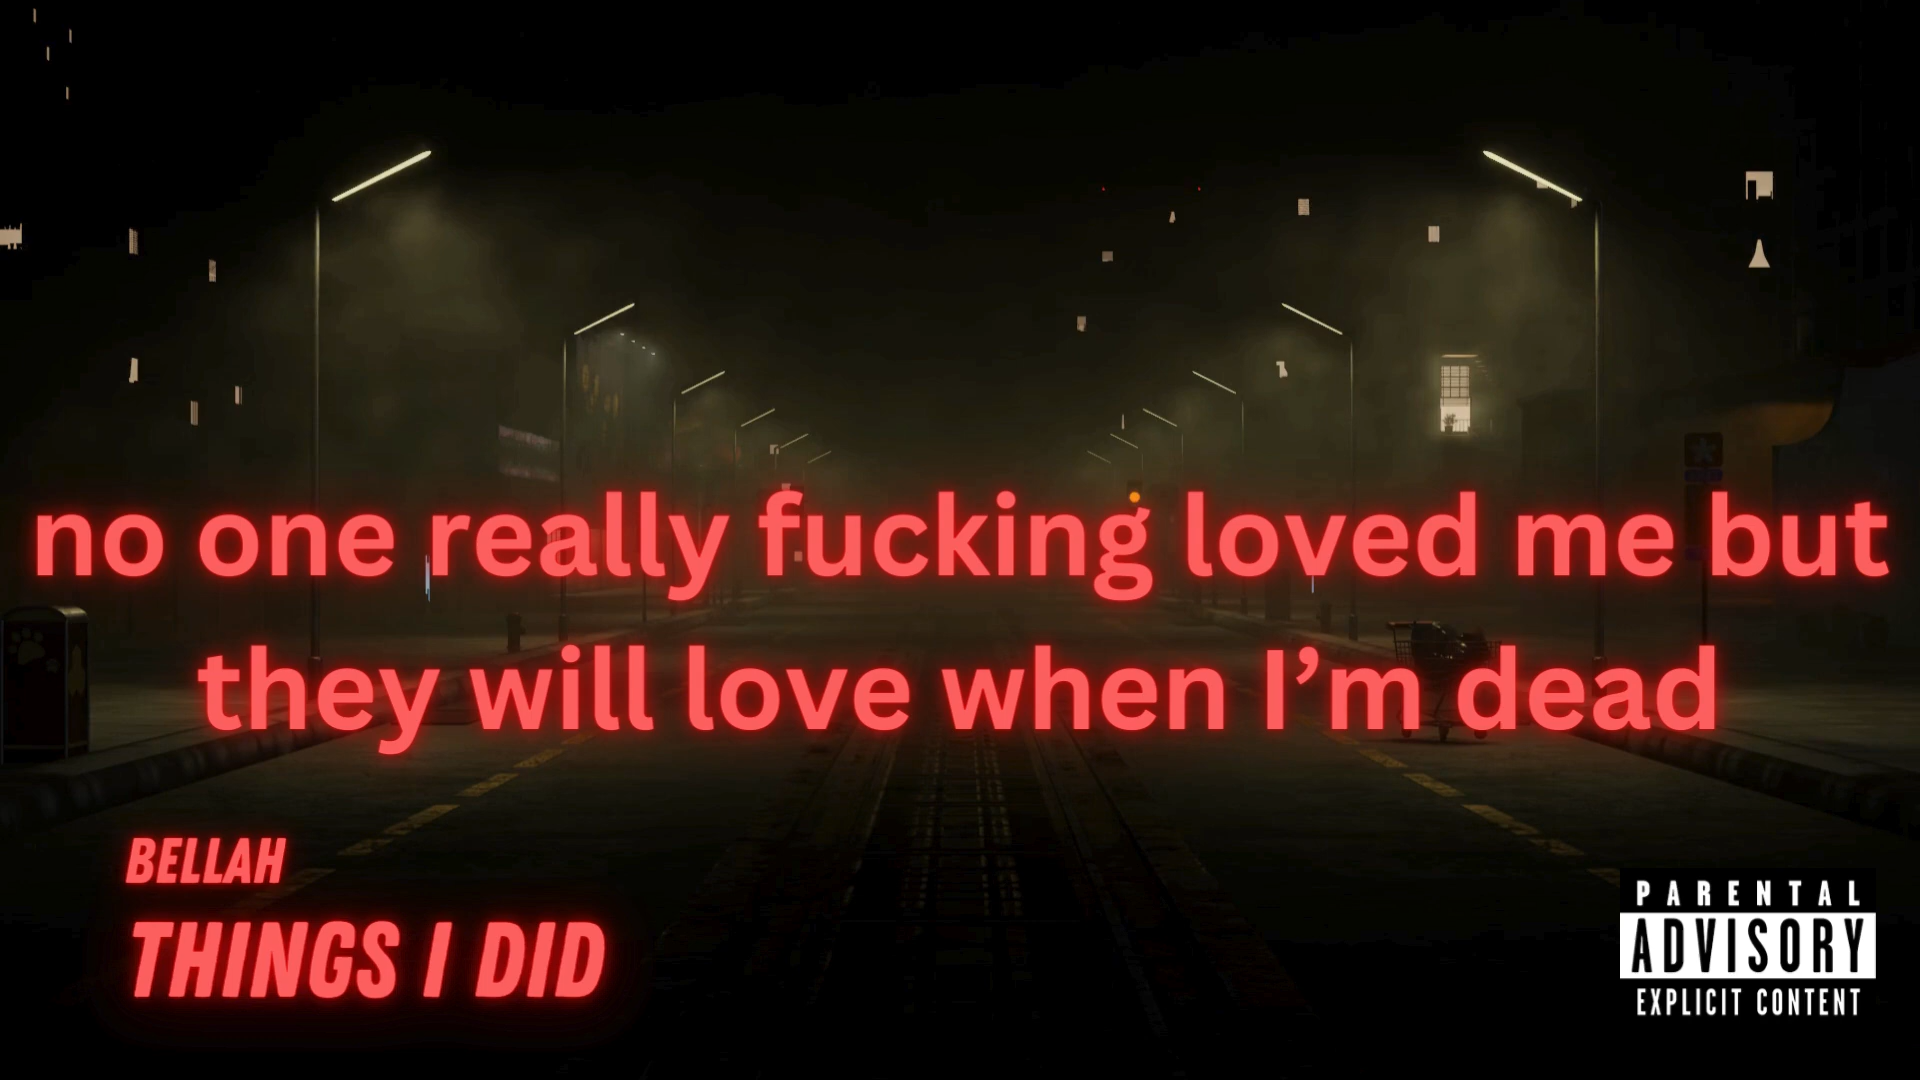 no one really fucking loved me but
they will love when I’m dead
BELLAH
THINGS I DID
PARENTAL
ADVISORY
EXPLICIT CONTENT